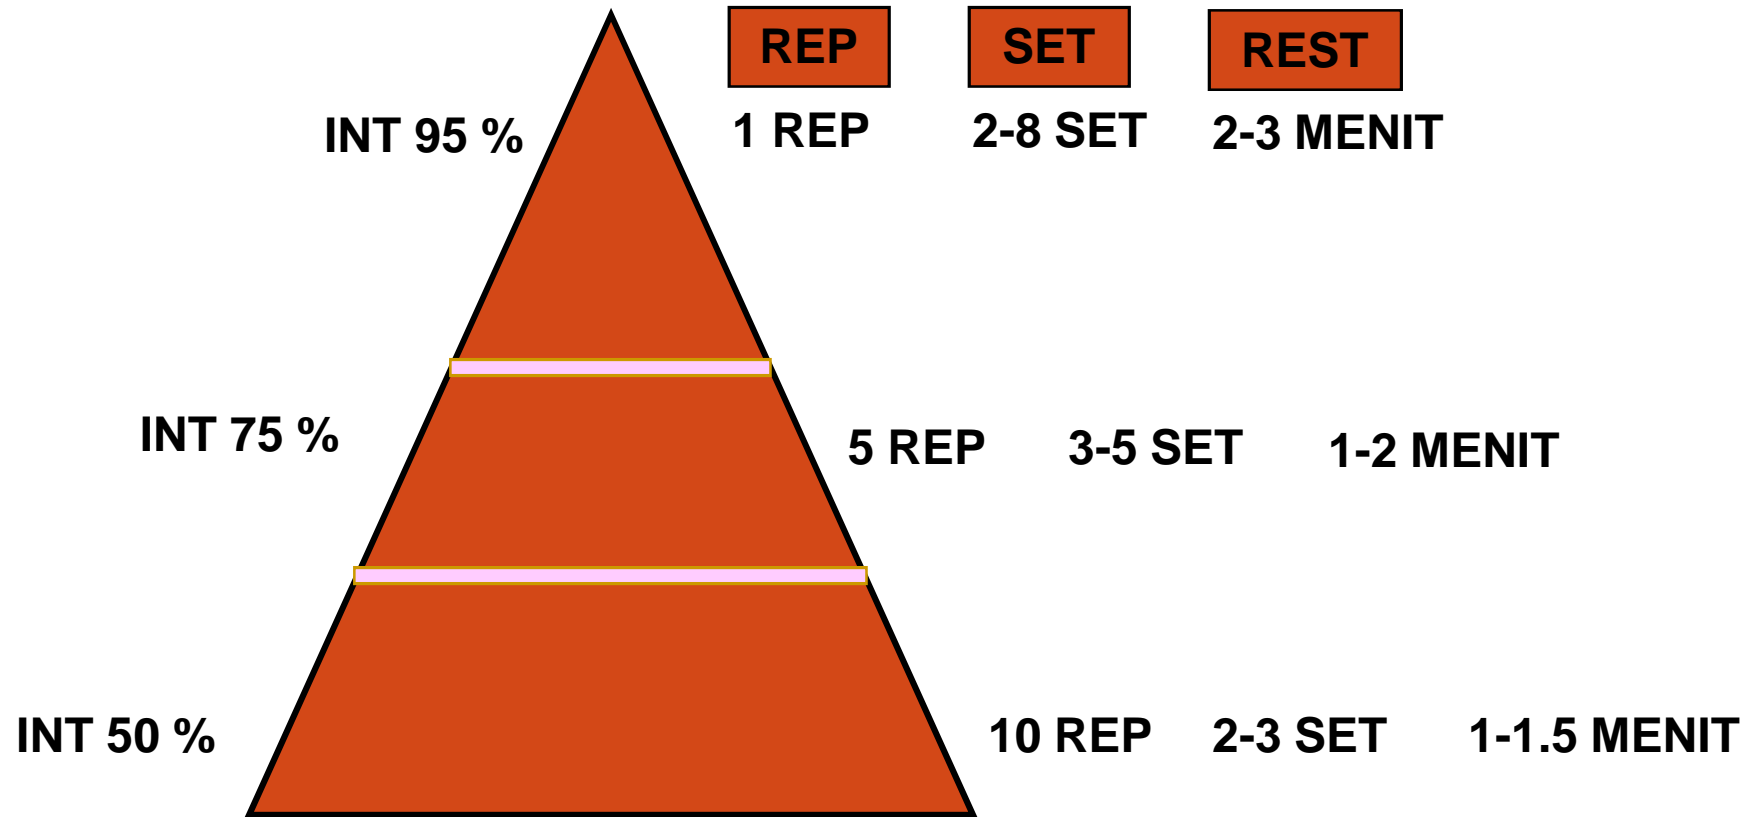 REP SET REST
INT 95 % 1 REP 2-8 SET 2-3 MENIT
INT 75 % 5 REP 3-5 SET 1-2 MENIT
INT 50 % 10 REP 2-3 SET 1-1.5 MENIT